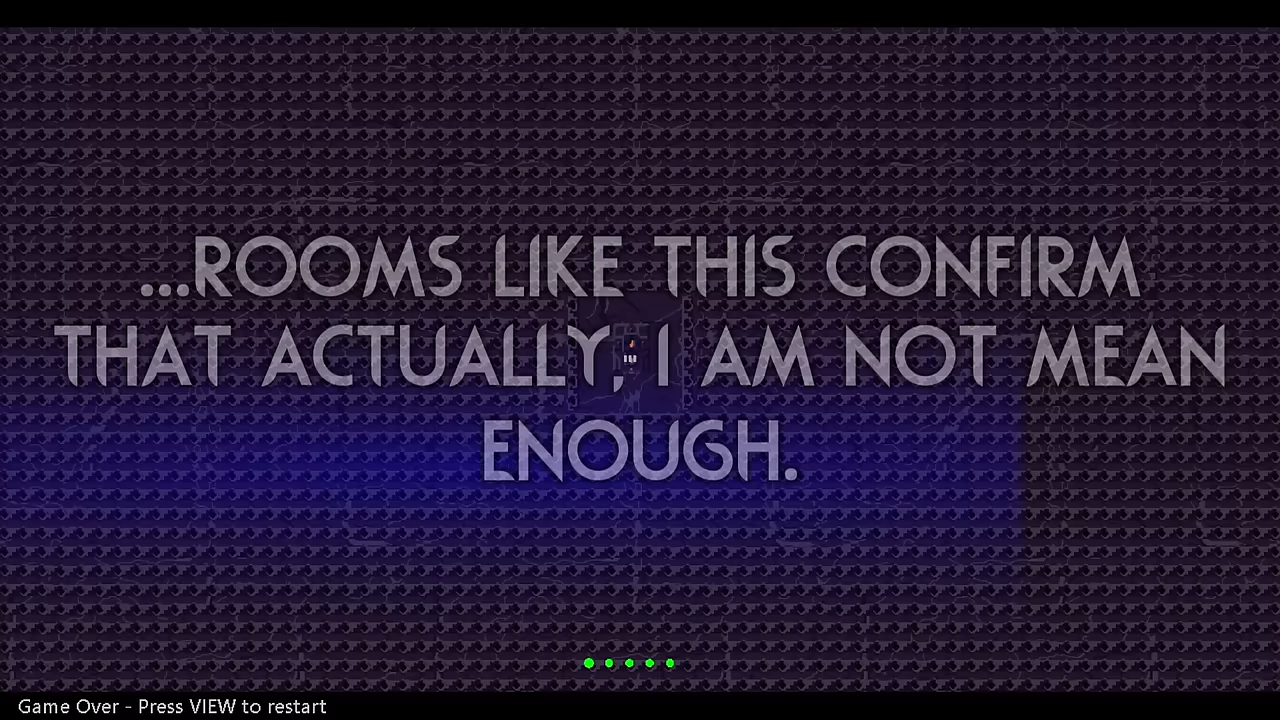 ...ROOMS LIKE THIS CONFIRM
THAT ACTUALLY, I AM NOT MEAN
ENOUGH.
Game Over - Press VIEW to restart